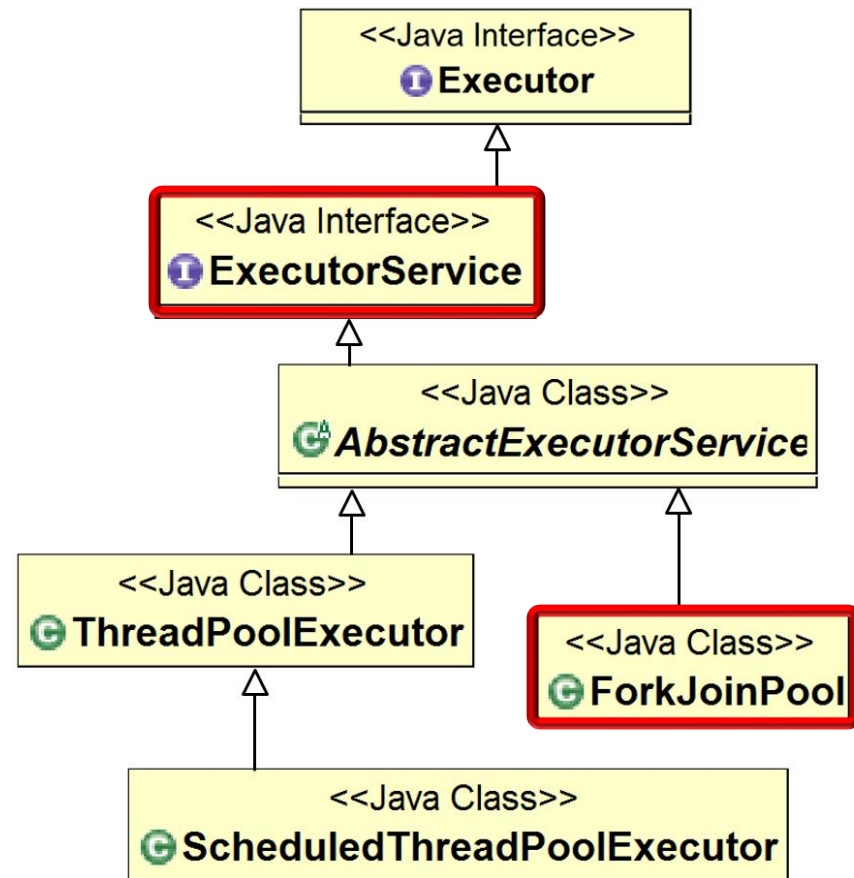 <<Java Interface>>
Executor
<<Java Interface>>
ExecutorService
<<Java Class>>
AbstractExecutorService
<<Java Class>>
ThreadPoolExecutor
<<Java Class>>
ForkJoinPool
<<Java Class>>
ScheduledThreadPoolExecutor